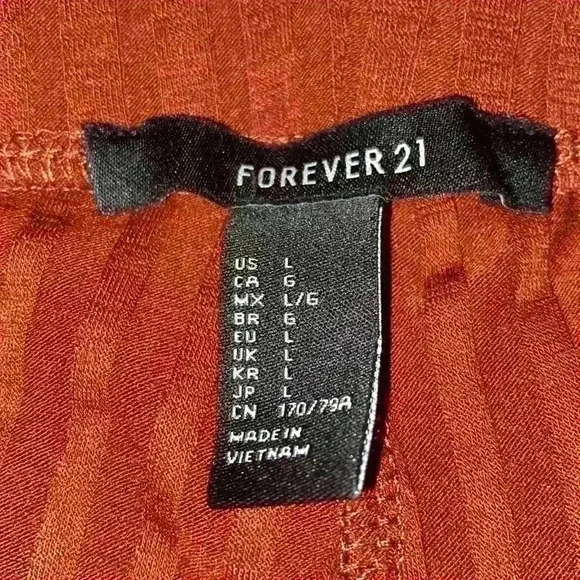 FOREVER 21
US L
CA G
MX L/G
BR G
EU L
UK L
KR L
JP L
CN 170/79A
MADE IN
VIETNAM